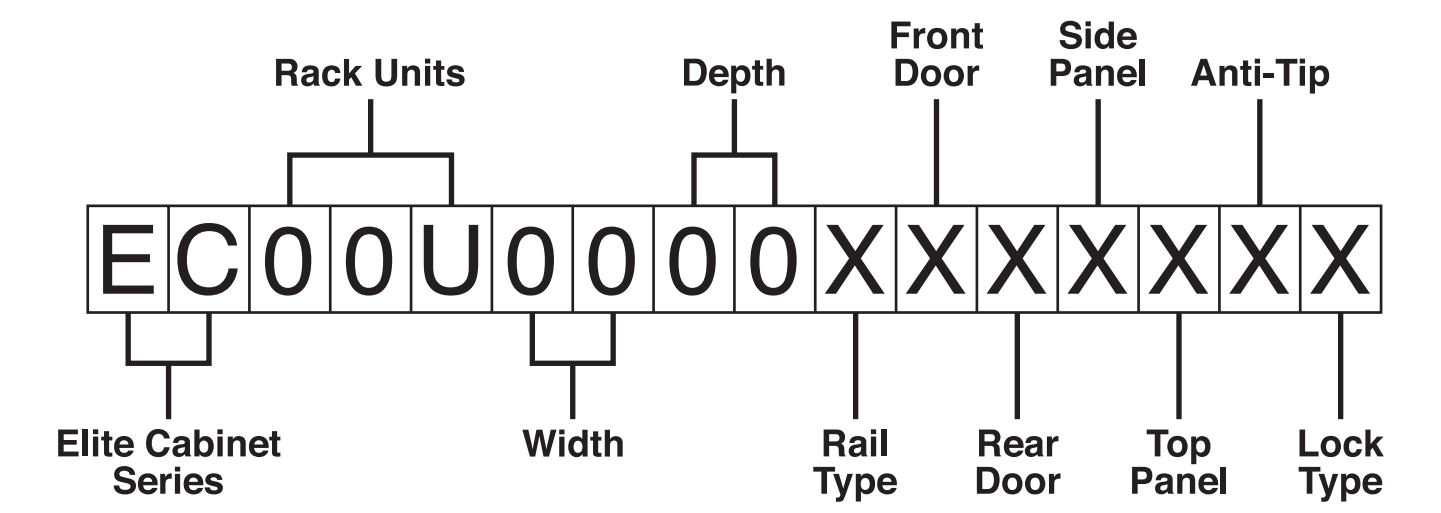 Rack Units
Depth
Front
Door
Side
Panel
Anti-Tip
EC00U0000XXXXXXX
Elite Cabinet
Series
Width
Rail
Type
Rear
Door
Top
Panel
Lock
Type